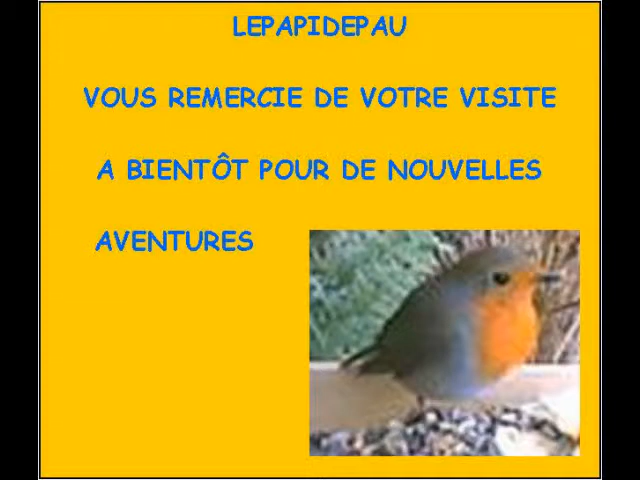 LEPAPIDEPAU
VOUS REMERCIE DE VOTRE VISITE
A BIENTÔT POUR DE NOUVELLES
AVENTURES